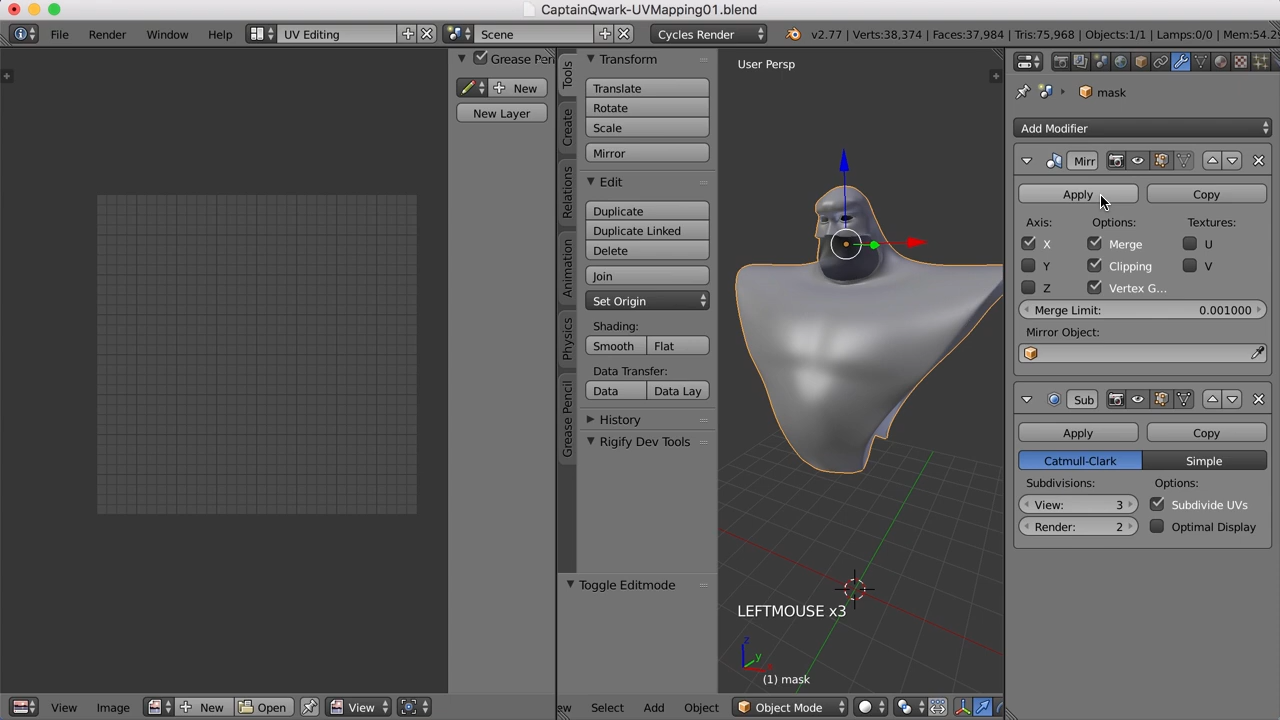 CaptainQwark-UVMapping01.blend
File Render Window Help UV Editing Scene Cycles Render v2.77 | Verts:38,374 | Faces:37,984 | Tris:75,968 | Objects:1/1 | Lamps:0/0 | Mem:54.2
Grease Pen
New
New Layer
Tools
Create
Relations
Animation
Physics
Grease Pencil
Transform
Translate
Rotate
Scale
Mirror
Edit
Duplicate
Duplicate Linked
Delete
Join
Set Origin
Shading:
Smooth Flat
Data Transfer:
Data Data Lay
History
Rigify Dev Tools
Toggle Editmode
User Persp
LEFTMOUSE x3
z
y
(1) mask
mask
Add Modifier
Mirr
Apply Copy
Axis: Options: Textures:
X Merge U
Y Clipping V
Z Vertex G...
Merge Limit: 0.001000
Mirror Object:
Sub
Apply Copy
Catmull-Clark Simple
Subdivisions: Options:
View: 3 Subdivide UVs
Render: 2 Optimal Display
View Image New Open View
ew Select Add Object Object Mode